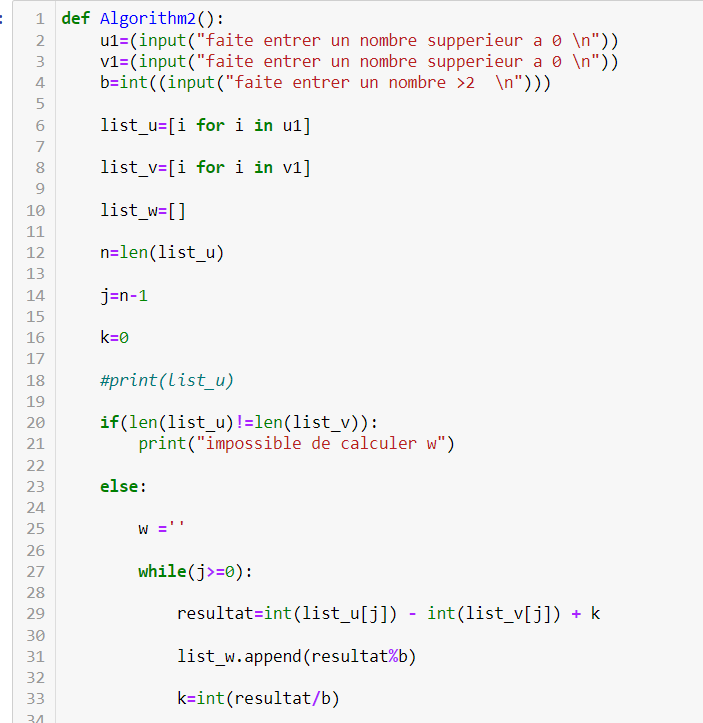 1 def Algorithm2():
2     u1=(input("faite entrer un nombre supperieur a 0 \n"))
3     v1=(input("faite entrer un nombre supperieur a 0 \n"))
4     b=int((input("faite entrer un nombre >2  \n")))
5
6     list_u=[i for i in u1]
7
8     list_v=[i for i in v1]
9
10     list_w=[]
11
12     n=len(list_u)
13
14     j=n-1
15
16     k=0
17
18     #print(list_u)
19
20     if(len(list_u)!=len(list_v)):
21         print("impossible de calculer w")
22
23     else:
24
25         w =''
26
27         while(j>=0):
28
29             resultat=int(list_u[j]) - int(list_v[j]) + k
30
31             list_w.append(resultat%b)
32
33             k=int(resultat/b)
34